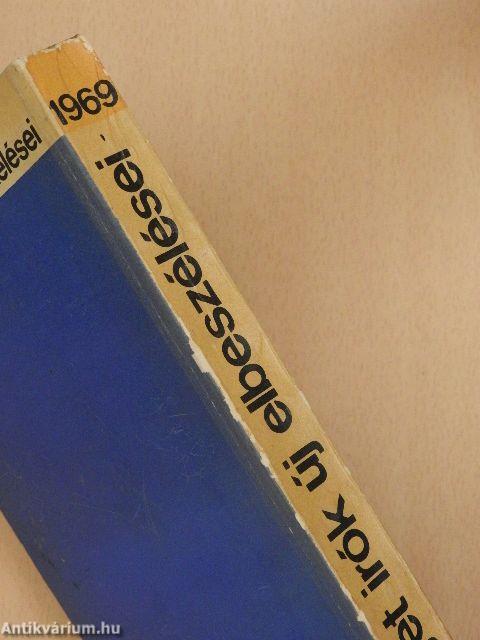 elései
1969
et írók új elbeszélései -
Antikvárium.hu